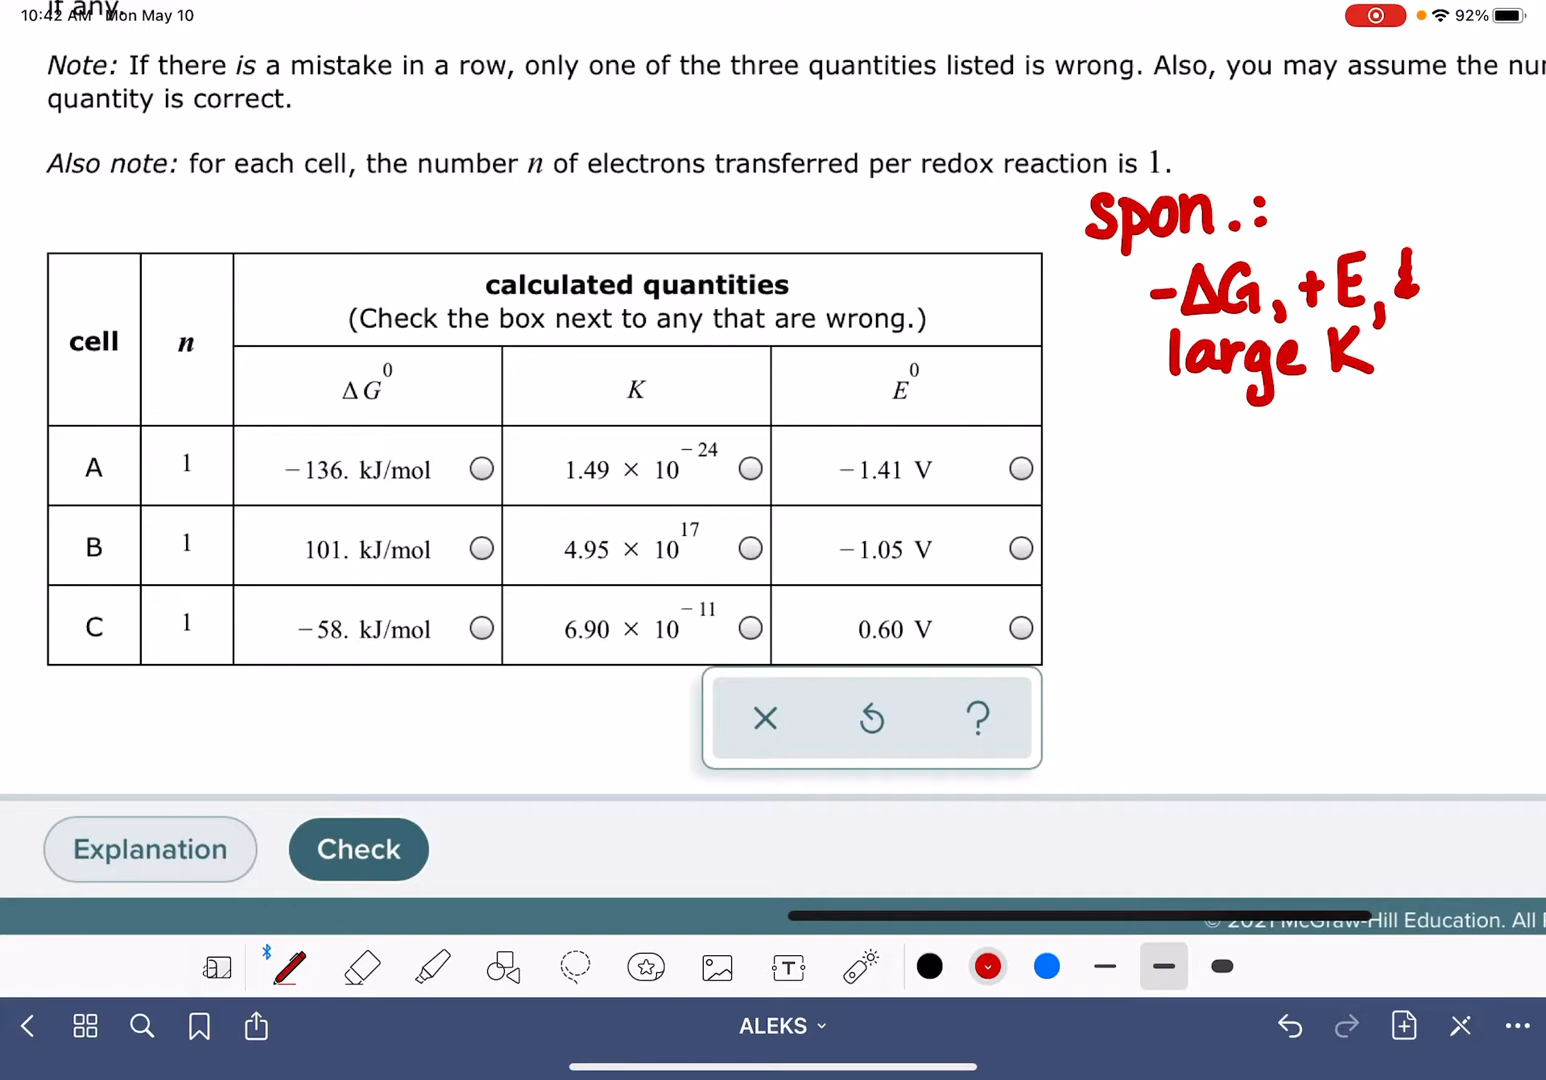 if any.
10:42 AM Mon May 10
92%
Note: If there is a mistake in a row, only one of the three quantities listed is wrong. Also, you may assume the
quantity is correct.
Also note: for each cell, the number n of electrons transferred per redox reaction is 1.
spon.:
-ΔG, +E, &
large K
cell
n
calculated quantities
(Check the box next to any that are wrong.)
ΔG⁰
K
E⁰
A 1 −136. kJ/mol 1.49 × 10⁻²⁴ −1.41 V
B 1 101. kJ/mol 4.95 × 10¹⁷ −1.05 V
C 1 −58. kJ/mol 6.90 × 10⁻¹¹ 0.60 V
?
Explanation
Check
© 2021 McGraw-Hill Education. All
a
T
ALEKS